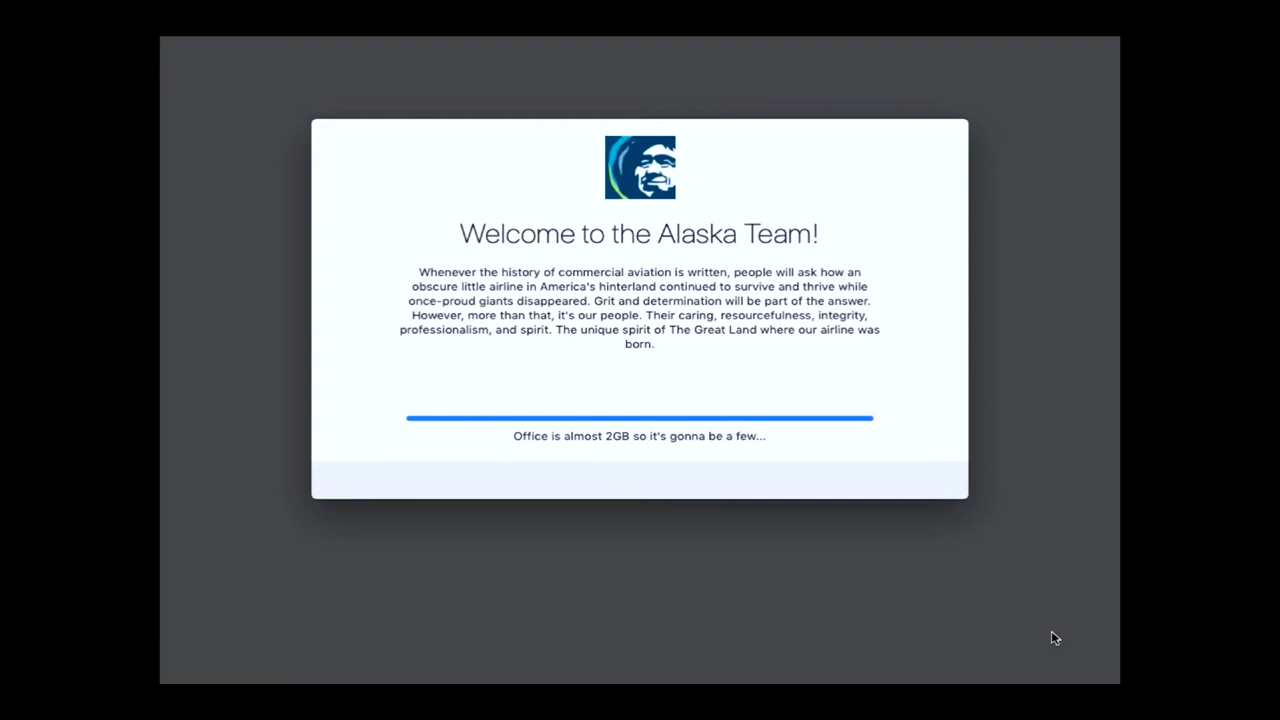 Welcome to the Alaska Team!
Whenever the history of commercial aviation is written, people will ask how an
obscure little airline in America's hinterland continued to survive and thrive while
once-proud giants disappeared. Grit and determination will be part of the answer.
However, more than that, it's our people. Their caring, resourcefulness, integrity,
professionalism, and spirit. The unique spirit of The Great Land where our airline was
born.
Office is almost 2GB so it's gonna be a few...